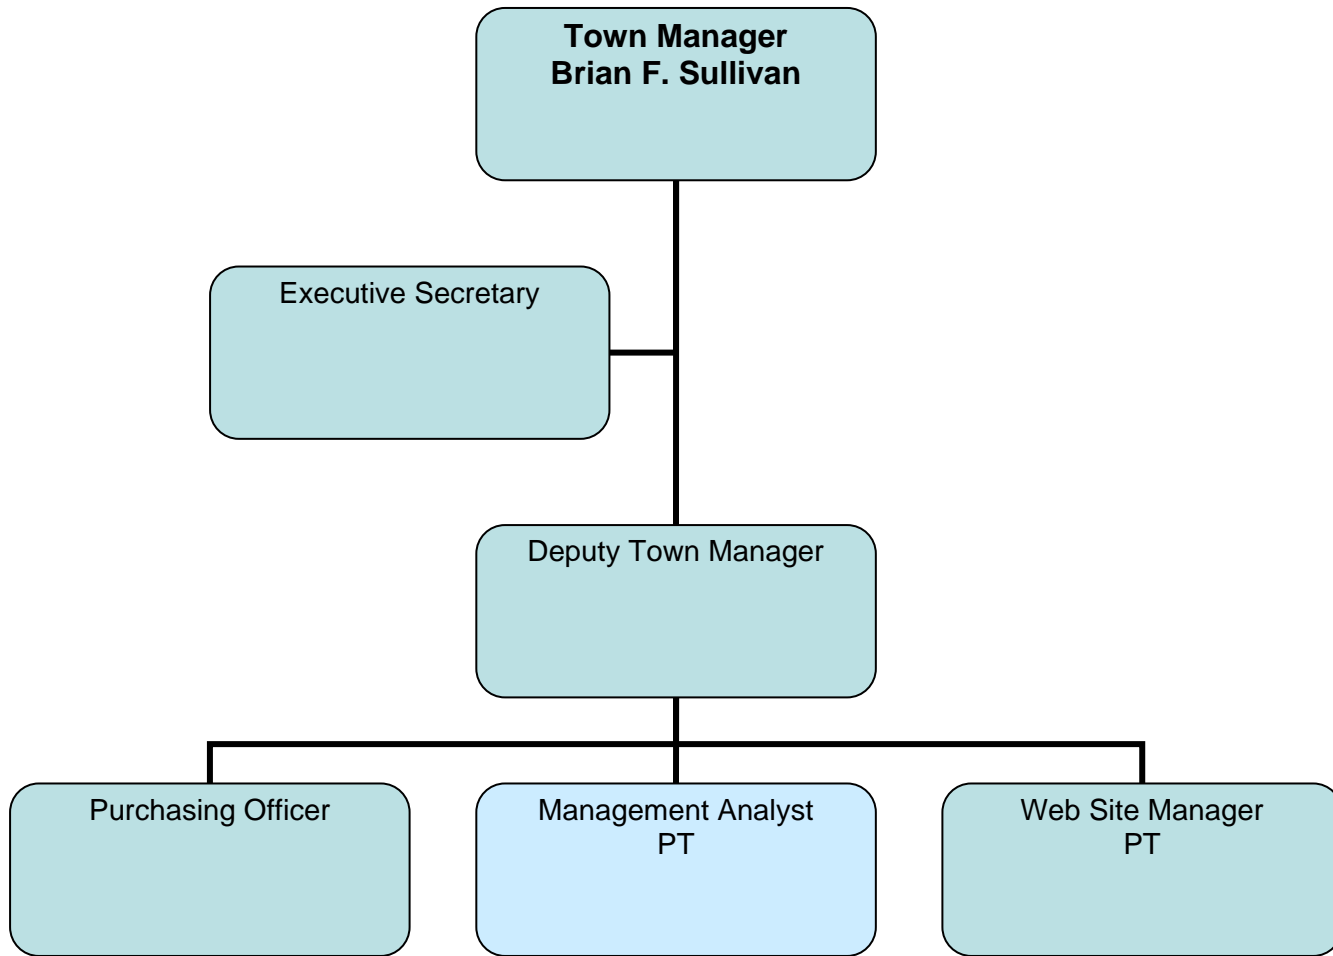 Town Manager
Brian F. Sullivan
Executive Secretary
Deputy Town Manager
Purchasing Officer
Management Analyst
PT
Web Site Manager
PT